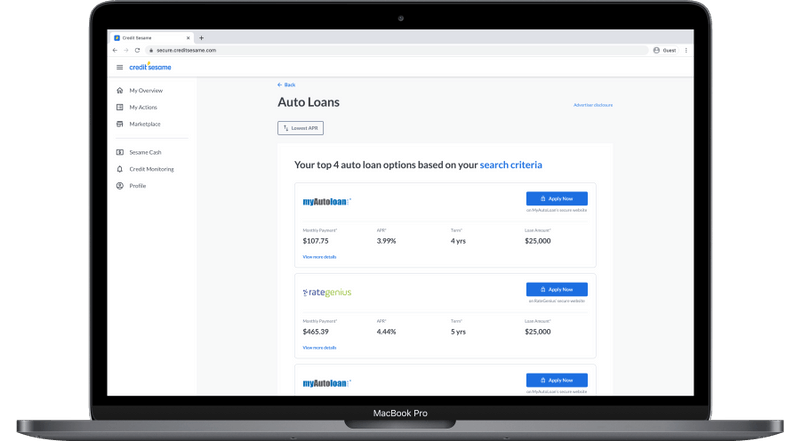 Credit Sesame
secure.creditsesame.com
Guest
credit sesame
My Overview
My Actions
Marketplace
Sesame Cash
Credit Monitoring
Profile
Back
Auto Loans
Advertiser disclosure
Lowest APR
Your top 4 auto loan options based on your search criteria
myAutoloan
Apply Now
on MyAutoLoan's secure website
Monthly Payment* APR* Term* Loan Amount*
$107.75 3.99% 4 yrs $25,000
View more details
rategenius
Apply Now
on RateGenius' secure website
Monthly Payment* APR* Term* Loan Amount*
$465.39 4.44% 5 yrs $25,000
View more details
myAutoloan
Apply Now
on MyAutoLoan's secure website
MacBook Pro